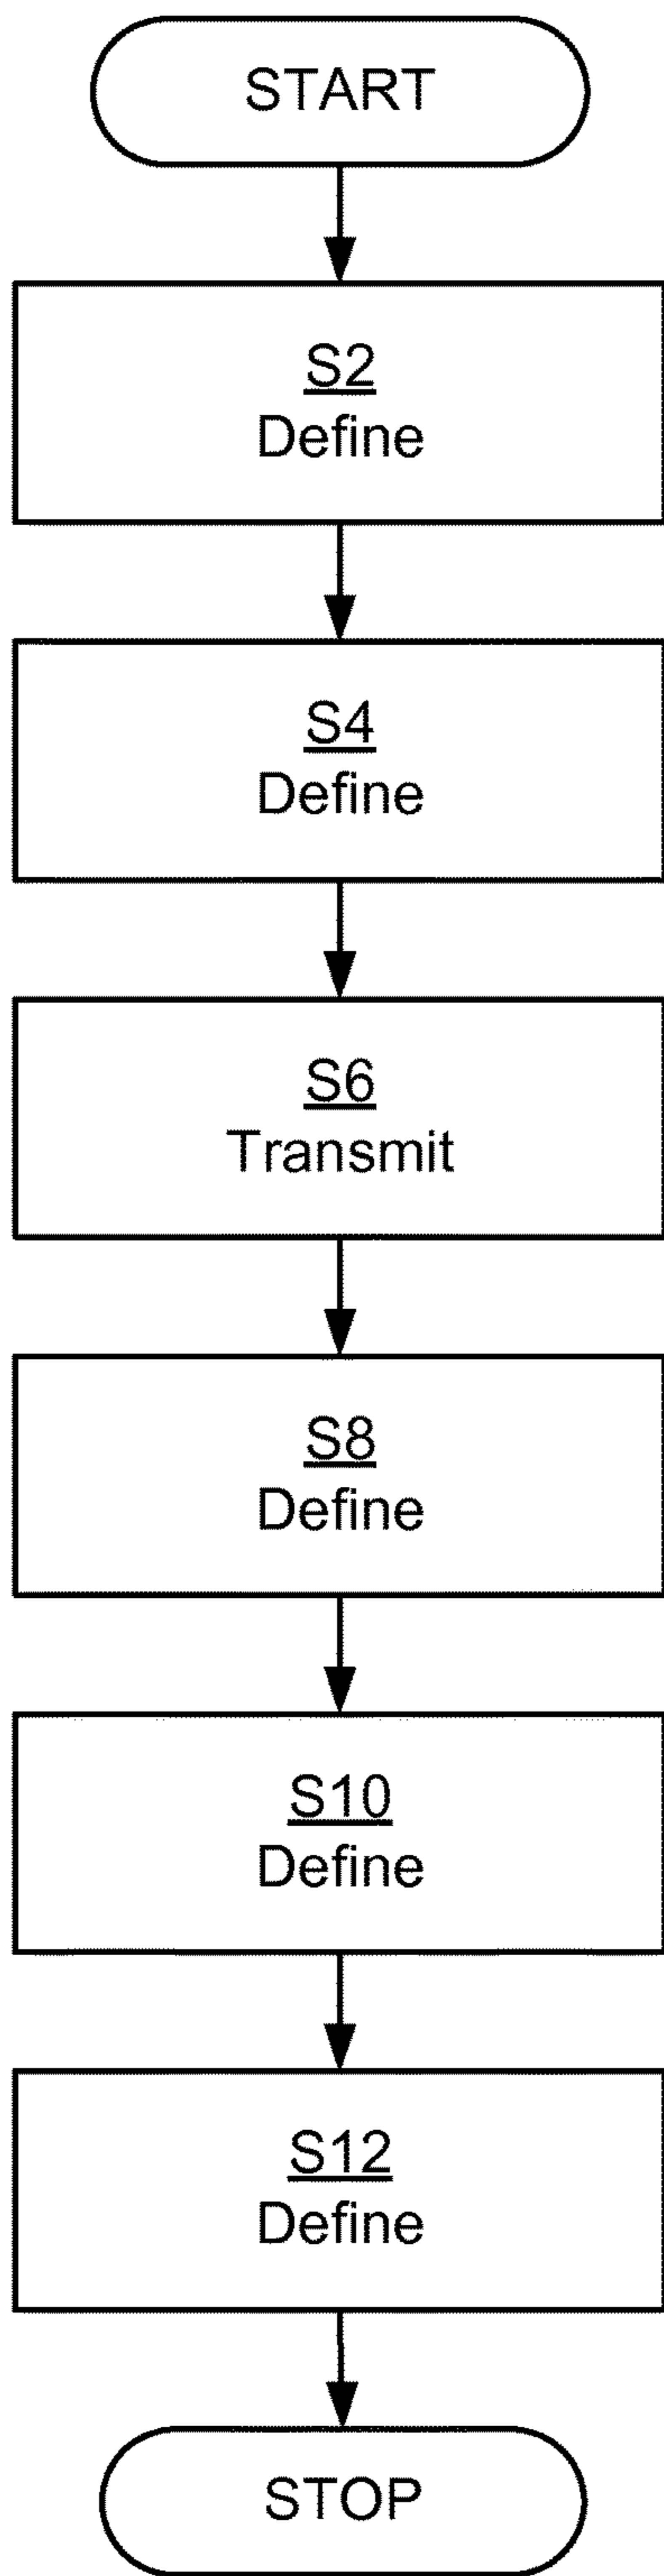 START
S2
Define
S4
Define
S6
Transmit
S8
Define
S10
Define
S12
Define
STOP